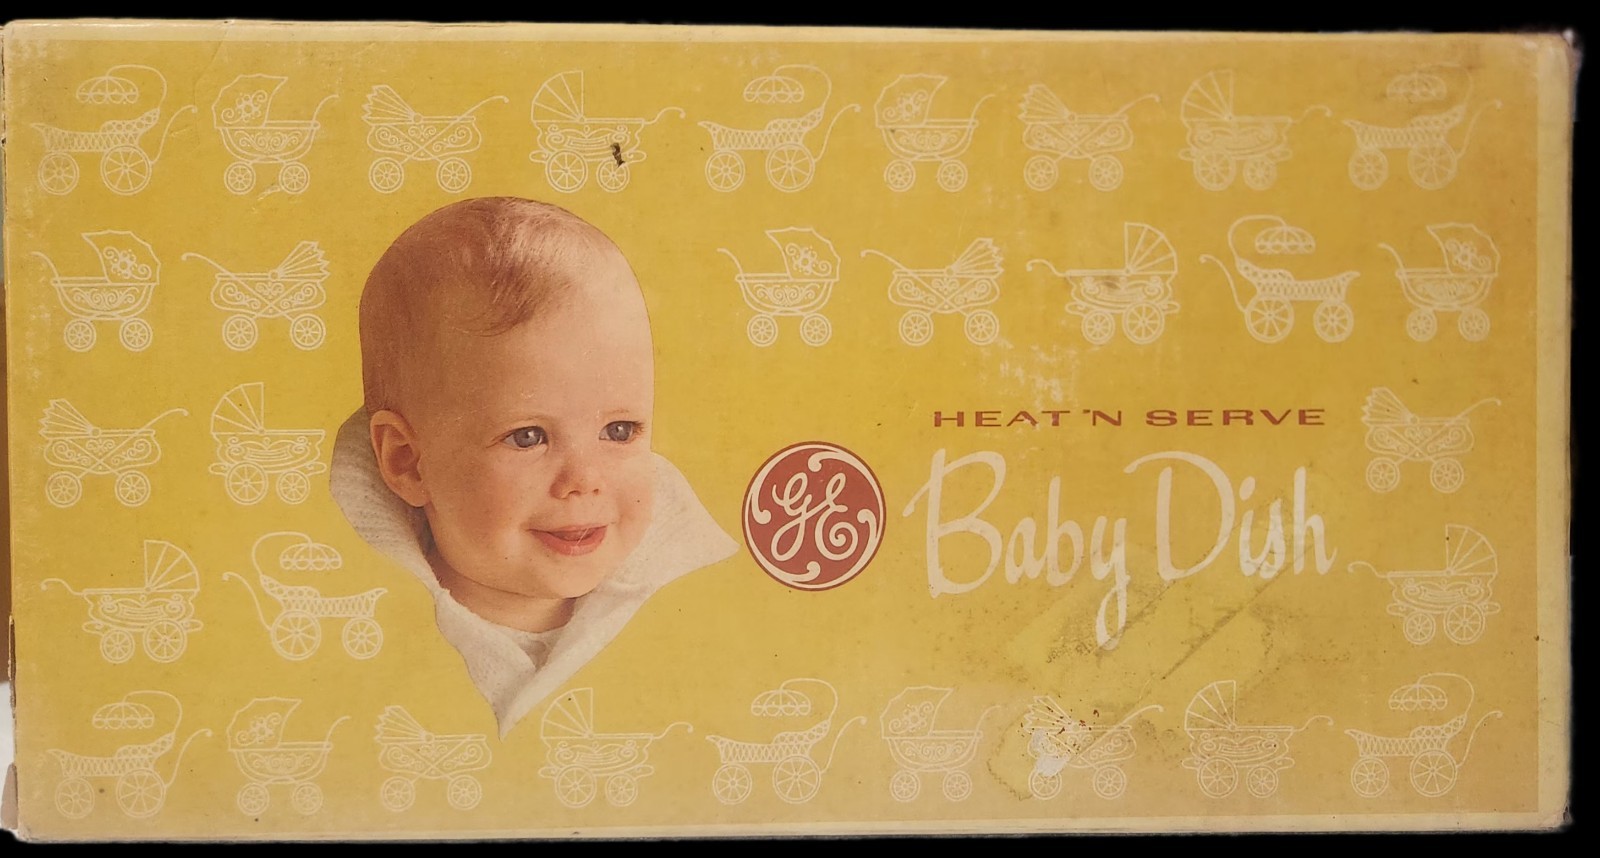 HEAT 'N SERVE
GE
Baby Dish